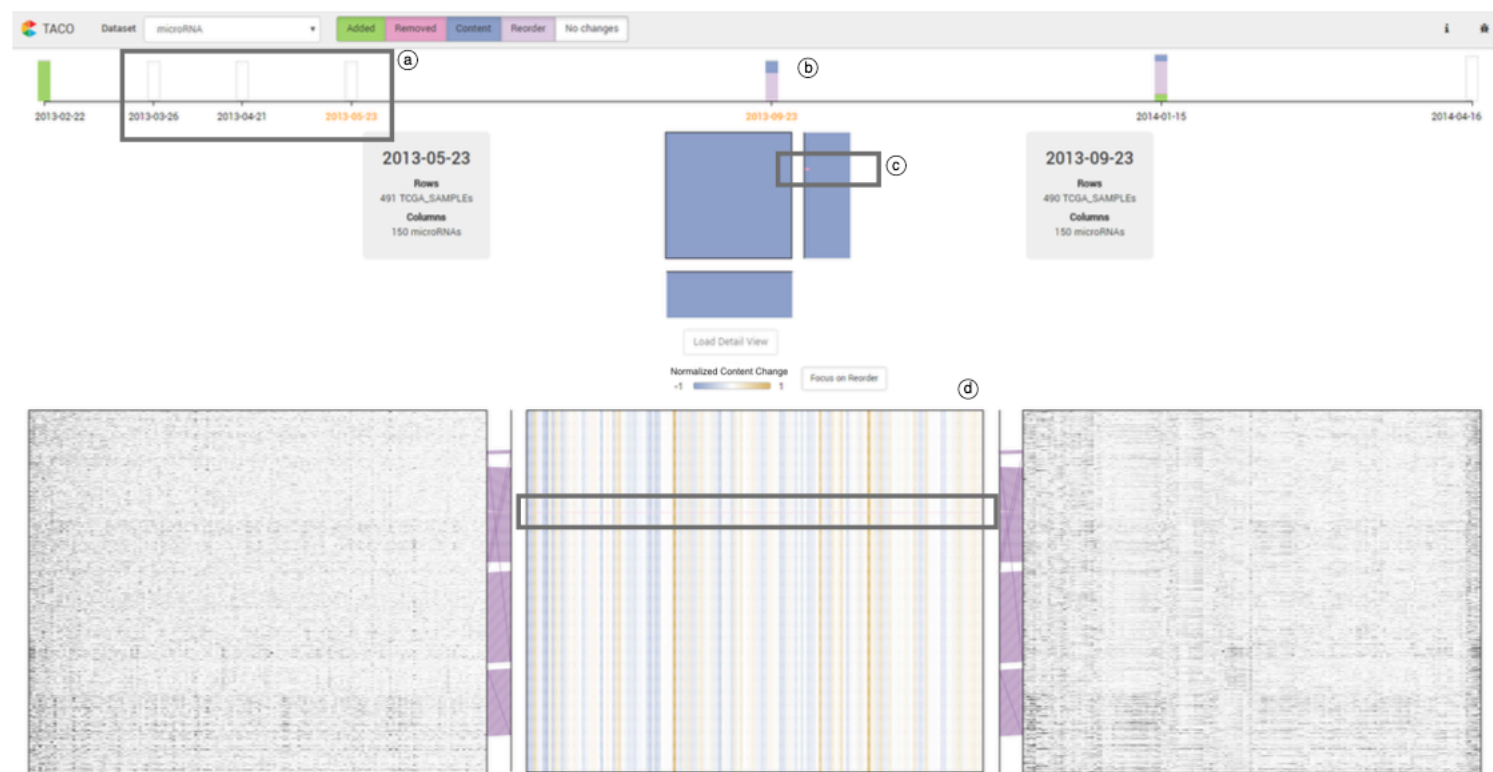 TACO Dataset microRNA Added Removed Content Reorder No changes i
ⓐ
ⓑ
2013-02-22 2013-03-26 2013-04-21 2013-05-23 2013-09-23 2014-01-15 2014-04-16
2013-05-23 2013-09-23
ⓒ
Rows Rows
491 TCGA_SAMPLEs 490 TCGA_SAMPLEs
Columns Columns
150 microRNAs 150 microRNAs
Load Detail View
Normalized Content Change
-1 1 Focus on Reorder
ⓓ